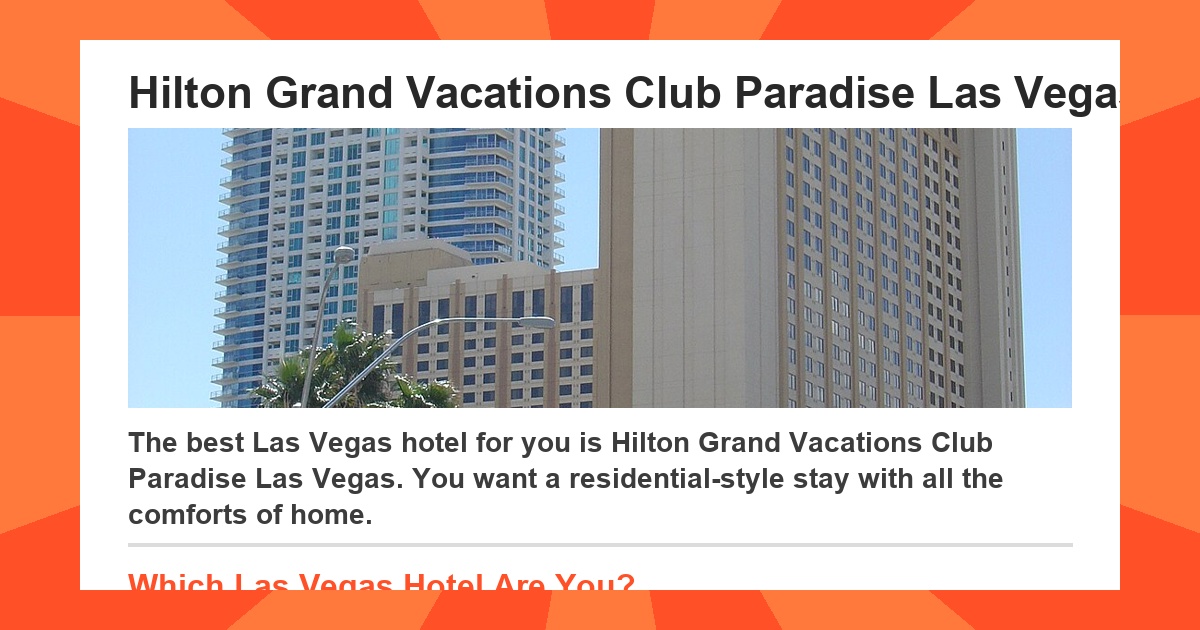 Hilton Grand Vacations Club Paradise Las Vegas
The best Las Vegas hotel for you is Hilton Grand Vacations Club
Paradise Las Vegas. You want a residential-style stay with all the
comforts of home.
Which Las Vegas Hotel Are You?